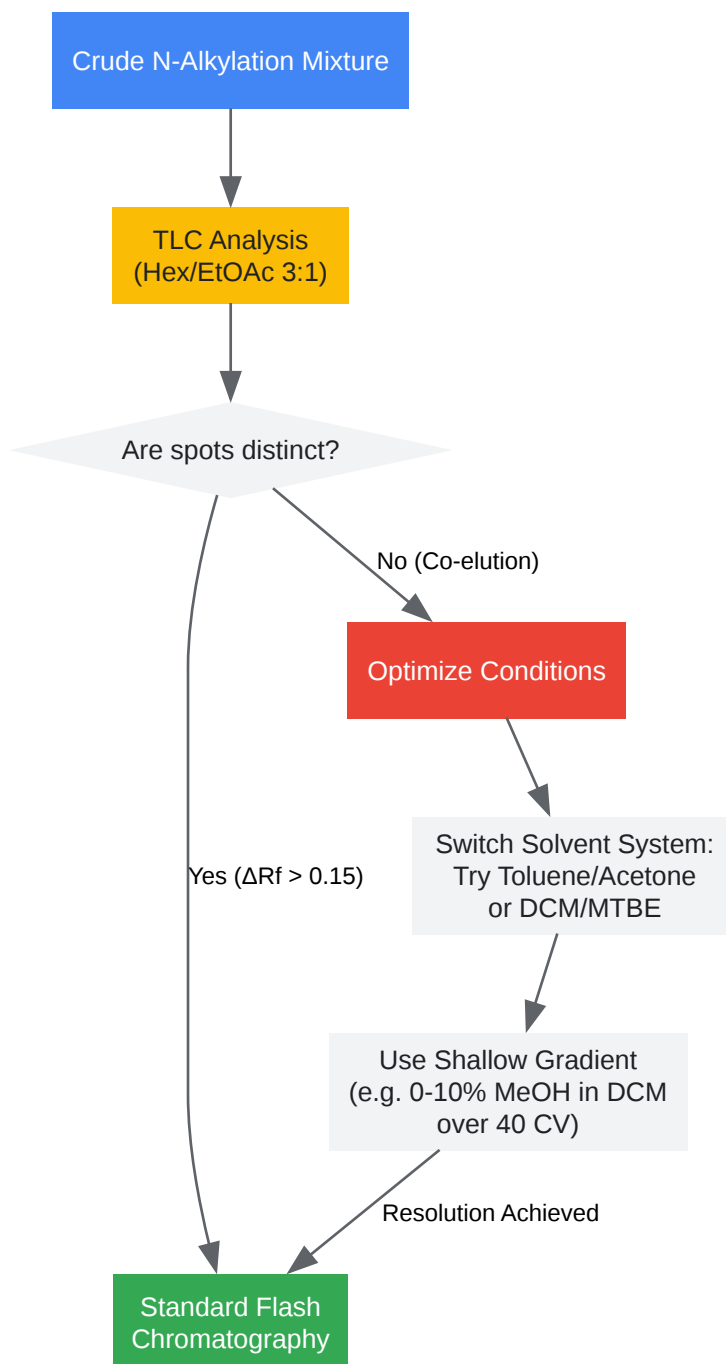 Crude N-Alkylation Mixture
TLC Analysis
(Hex/EtOAc 3:1)
Are spots distinct?
No (Co-elution)
Optimize Conditions
Switch Solvent System:
Try Toluene/Acetone
or DCM/MTBE
Yes (ΔRf > 0.15)
Use Shallow Gradient
(e.g. 0-10% MeOH in DCM
over 40 CV)
Resolution Achieved
Standard Flash
Chromatography